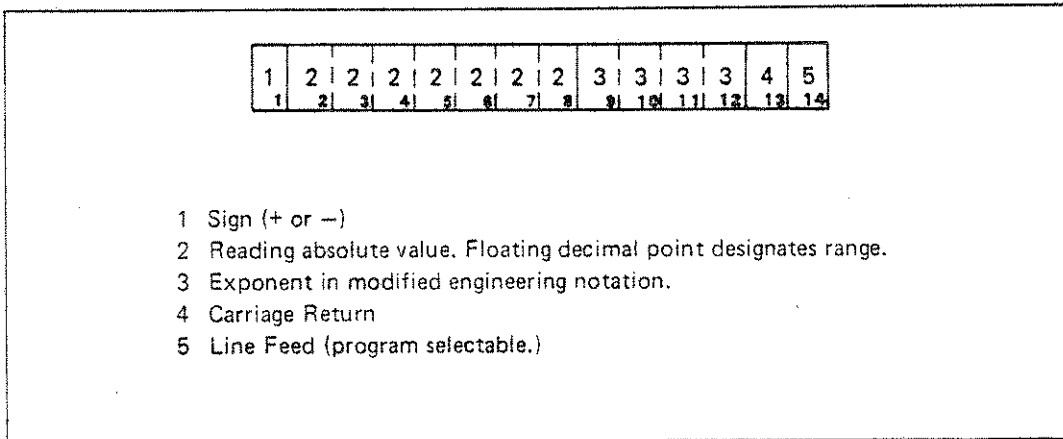 1 2 2 2 2 2 2 2 3 3 3 3 4 5
1 2 3 4 5 6 7 8 9 10 11 12 13 14
1 Sign (+ or —)
2 Reading absolute value. Floating decimal point designates range.
3 Exponent in modified engineering notation.
4 Carriage Return
5 Line Feed (program selectable.)